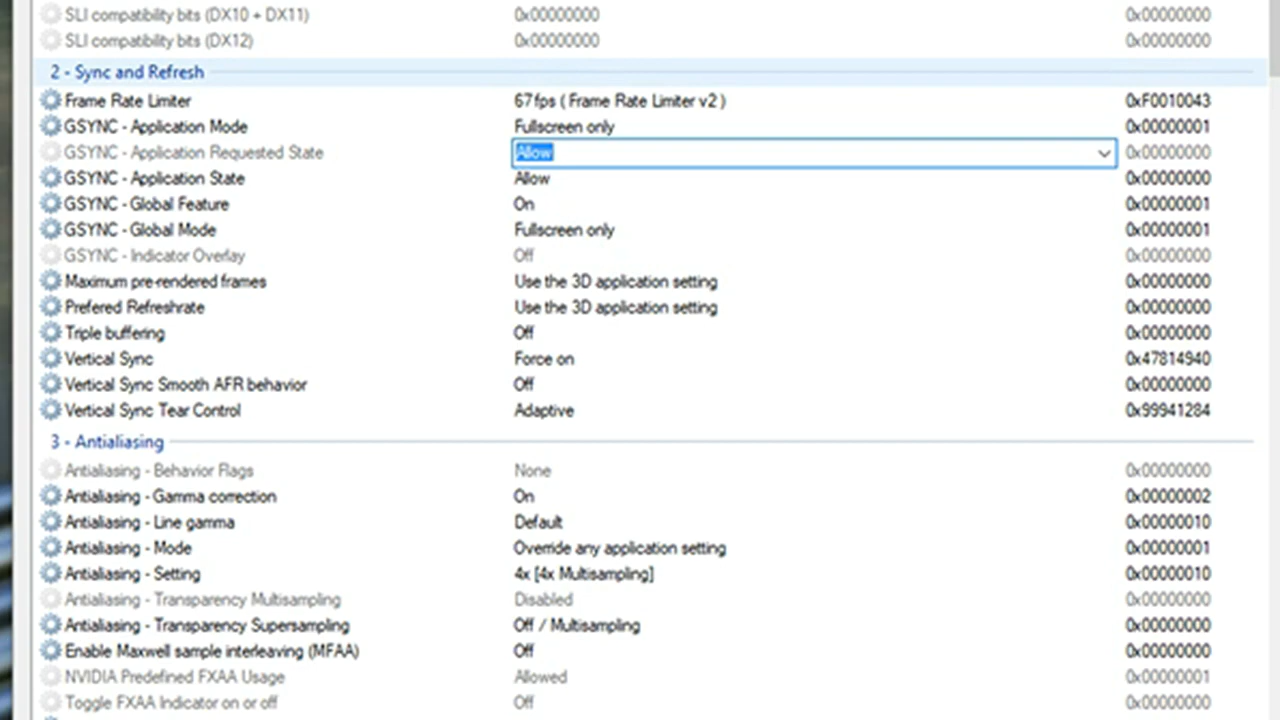 SLI compatibility bits (DX10 + DX11) 0x00000000 0x00000000
SLI compatibility bits (DX12) 0x00000000 0x00000000
2 - Sync and Refresh
Frame Rate Limiter 67 fps ( Frame Rate Limiter v2 ) 0xF0010043
GSYNC - Application Mode Fullscreen only 0x00000001
GSYNC - Application Requested State Allow 0x00000000
GSYNC - Application State Allow 0x00000000
GSYNC - Global Feature On 0x00000001
GSYNC - Global Mode Fullscreen only 0x00000001
GSYNC - Indicator Overlay Off 0x00000000
Maximum pre-rendered frames Use the 3D application setting 0x00000000
Prefered Refreshrate Use the 3D application setting 0x00000000
Triple buffering Off 0x00000000
Vertical Sync Force on 0x47814940
Vertical Sync Smooth AFR behavior Off 0x00000000
Vertical Sync Tear Control Adaptive 0x99941284
3 - Antialiasing
Antialiasing - Behavior Flags None 0x00000000
Antialiasing - Gamma correction On 0x00000002
Antialiasing - Line gamma Default 0x00000010
Antialiasing - Mode Override any application setting 0x00000001
Antialiasing - Setting 4x [4x Multisampling] 0x00000010
Antialiasing - Transparency Multisampling Disabled 0x00000000
Antialiasing - Transparency Supersampling Off / Multisampling 0x00000000
Enable Maxwell sample interleaving (MFAA) Off 0x00000000
NVIDIA Predefined FXAA Usage Allowed 0x00000001
Toggle FXAA Indicator on or off Off 0x00000000